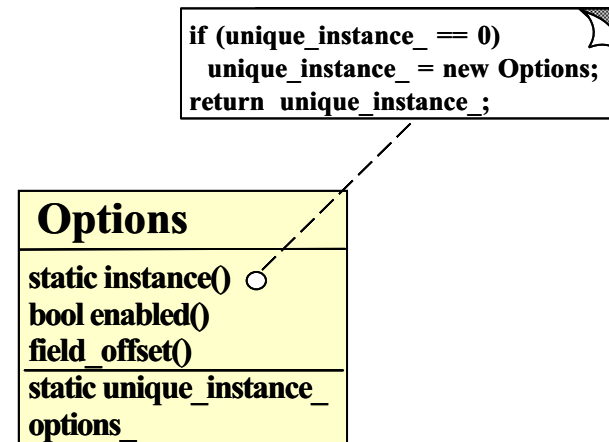 if (unique_instance_ == 0)
unique_instance_ = new Options;
return unique_instance_;
Options
static instance()
bool enabled()
field_offset()
static unique_instance_
options_